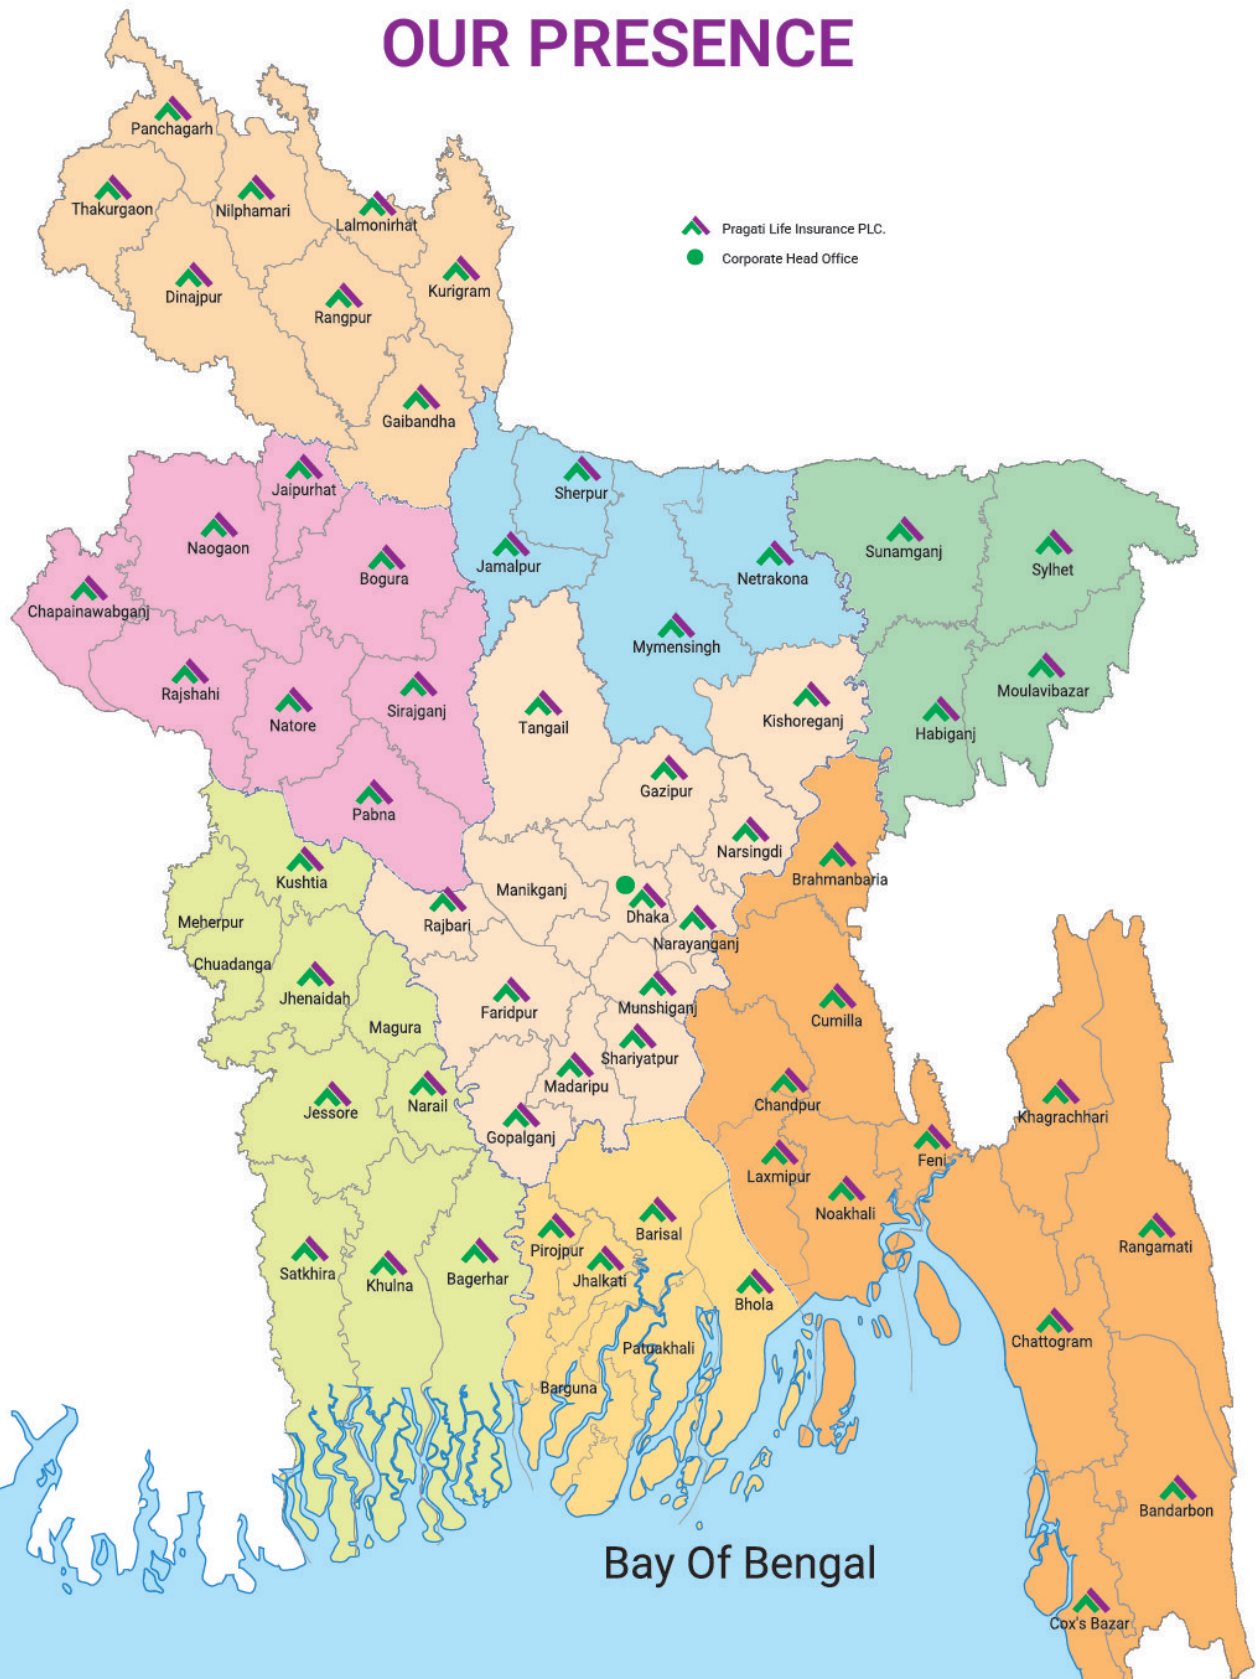 OUR PRESENCE
Panchagarh
Thakurgaon
Nilphamari
Lalmonirhat
Pragati Life Insurance PLC.
Corporate Head Office
Dinajpur
Rangpur
Kurigram
Gaibandha
Jaipurhat
Sherpur
Naogaon
Bogura
Jamalpur
Netrakona
Sunamganj
Sylhet
Chapainawabganj
Mymensingh
Rajshahi
Natore
Sirajganj
Tangail
Kishoreganj
Habiganj
Moulavibazar
Pabna
Gazipur
Narsingdi
Kushtia
Manikganj
Brahmanbaria
Meherpur
Rajbari
Dhaka
Narayanganj
Chuadanga
Jhenaidah
Faridpur
Munshiganj
Cumilla
Magura
Shariyatpur
Jessore
Narail
Madaripu
Chandpur
Khagrachhari
Gopalganj
Laxmipur
Feni
Noakhali
Satkhira
Khulna
Bagerhar
Pirojpur
Barisal
Jhalkati
Bhola
Rangamati
Patuakhali
Chattogram
Barguna
Bandarbon
Bay Of Bengal
Cox's Bazar